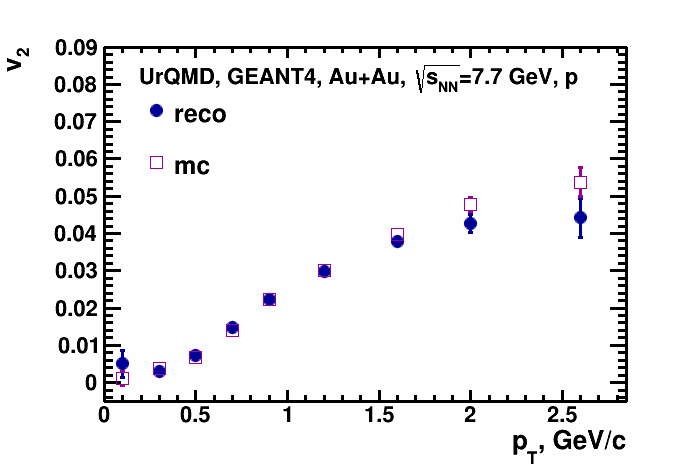 v2
0.09
UrQMD, GEANT4, Au+Au, √sNN=7.7 GeV, p
0.08
reco
0.07
mc
0.06
0.05
0.04
0.03
0.02
0.01
0
0 0.5 1 1.5 2 2.5
pT, GeV/c